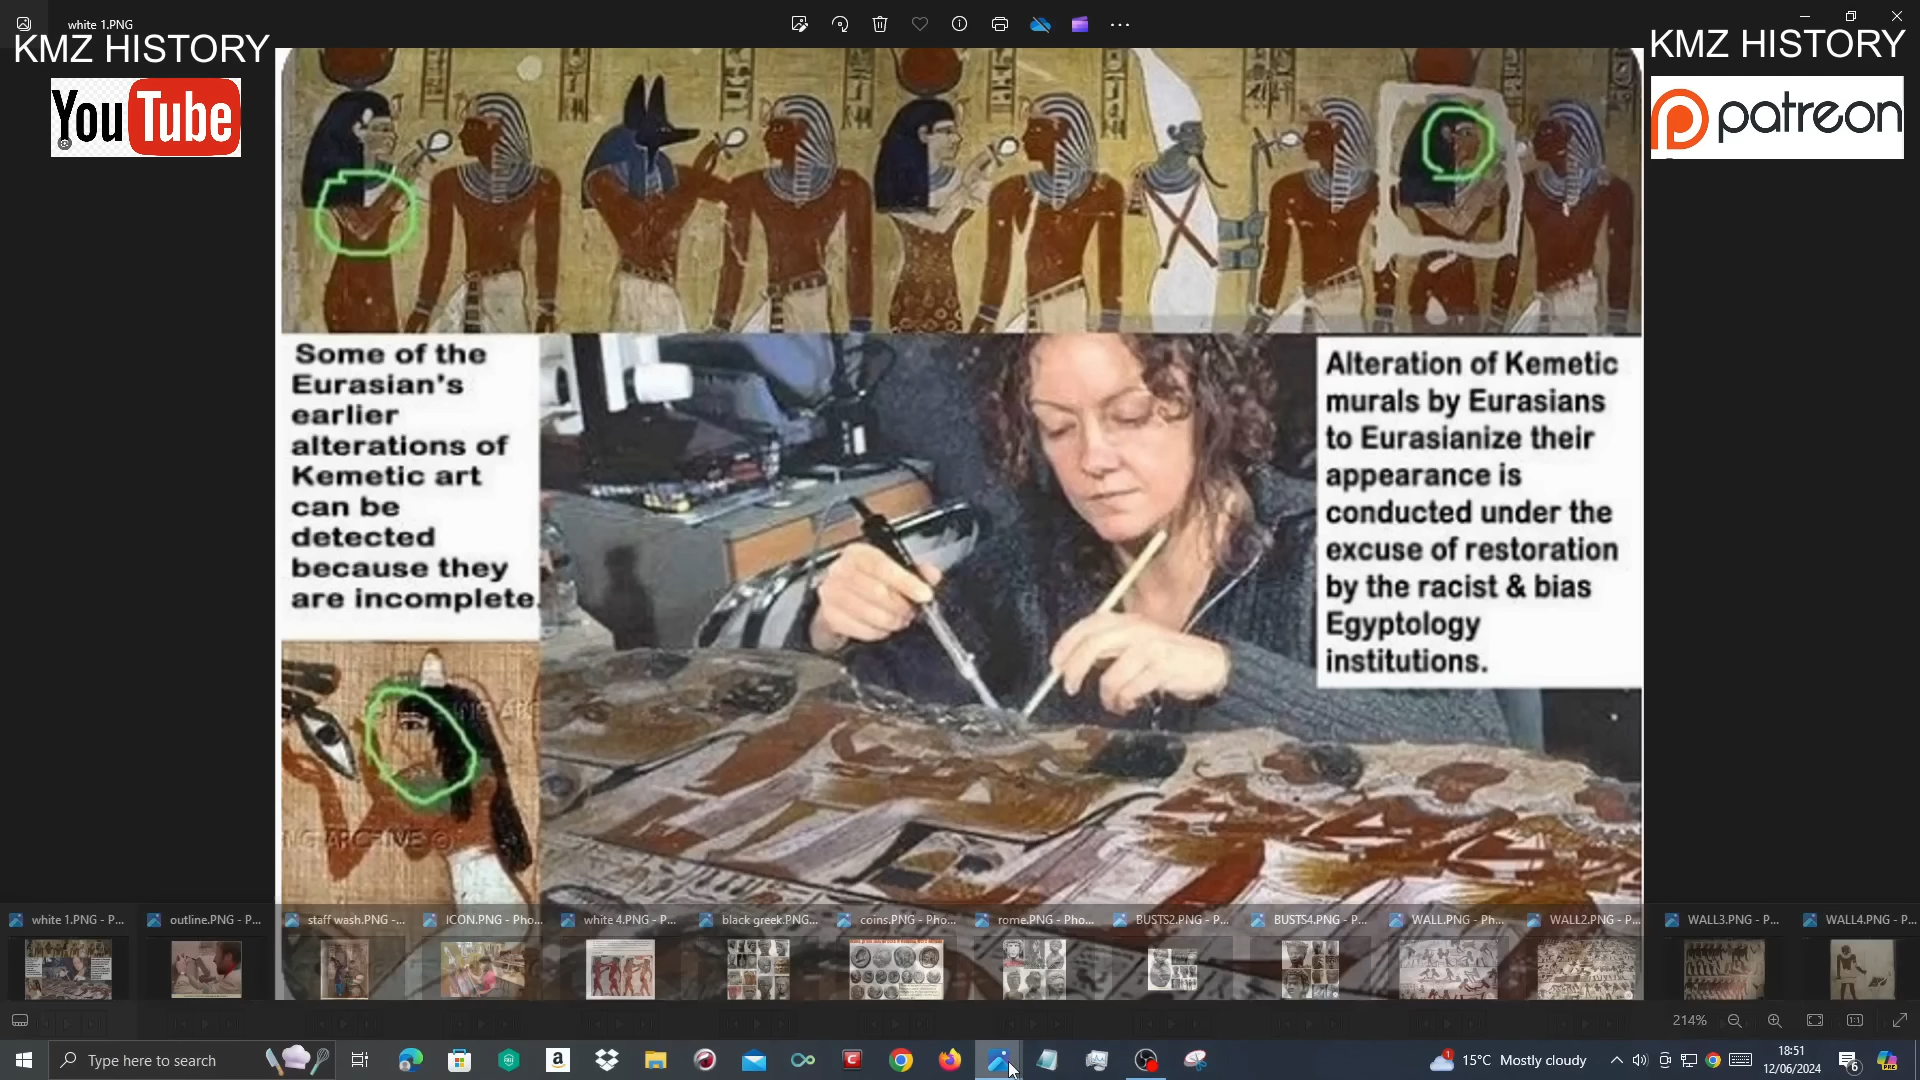 white 1.PNG
KMZ HISTORY
YouTube
KMZ HISTORY
patreon
Some of the
Eurasian's
earlier
alterations of
Kemetic art
can be
detected
because they
are incomplete.
Alteration of Kemetic
murals by Eurasians
to Eurasianize their
appearance is
conducted under the
excuse of restoration
by the racist & bias
Egyptology
institutions.
white 1.PNG - P...
outline.PNG - P...
staff wash.PNG -...
ICON.PNG - Pho...
white 4.PNG - P...
black greek.PNG...
coins.PNG - Pho...
rome.PNG - Pho...
BUSTS2.PNG - P...
BUSTS4.PNG - P...
WALL.PNG - Ph...
WALL2.PNG - P...
WALL3.PNG - P...
WALL4.PNG - P...
214%
Type here to search
15°C Mostly cloudy
18:51
12/06/2024